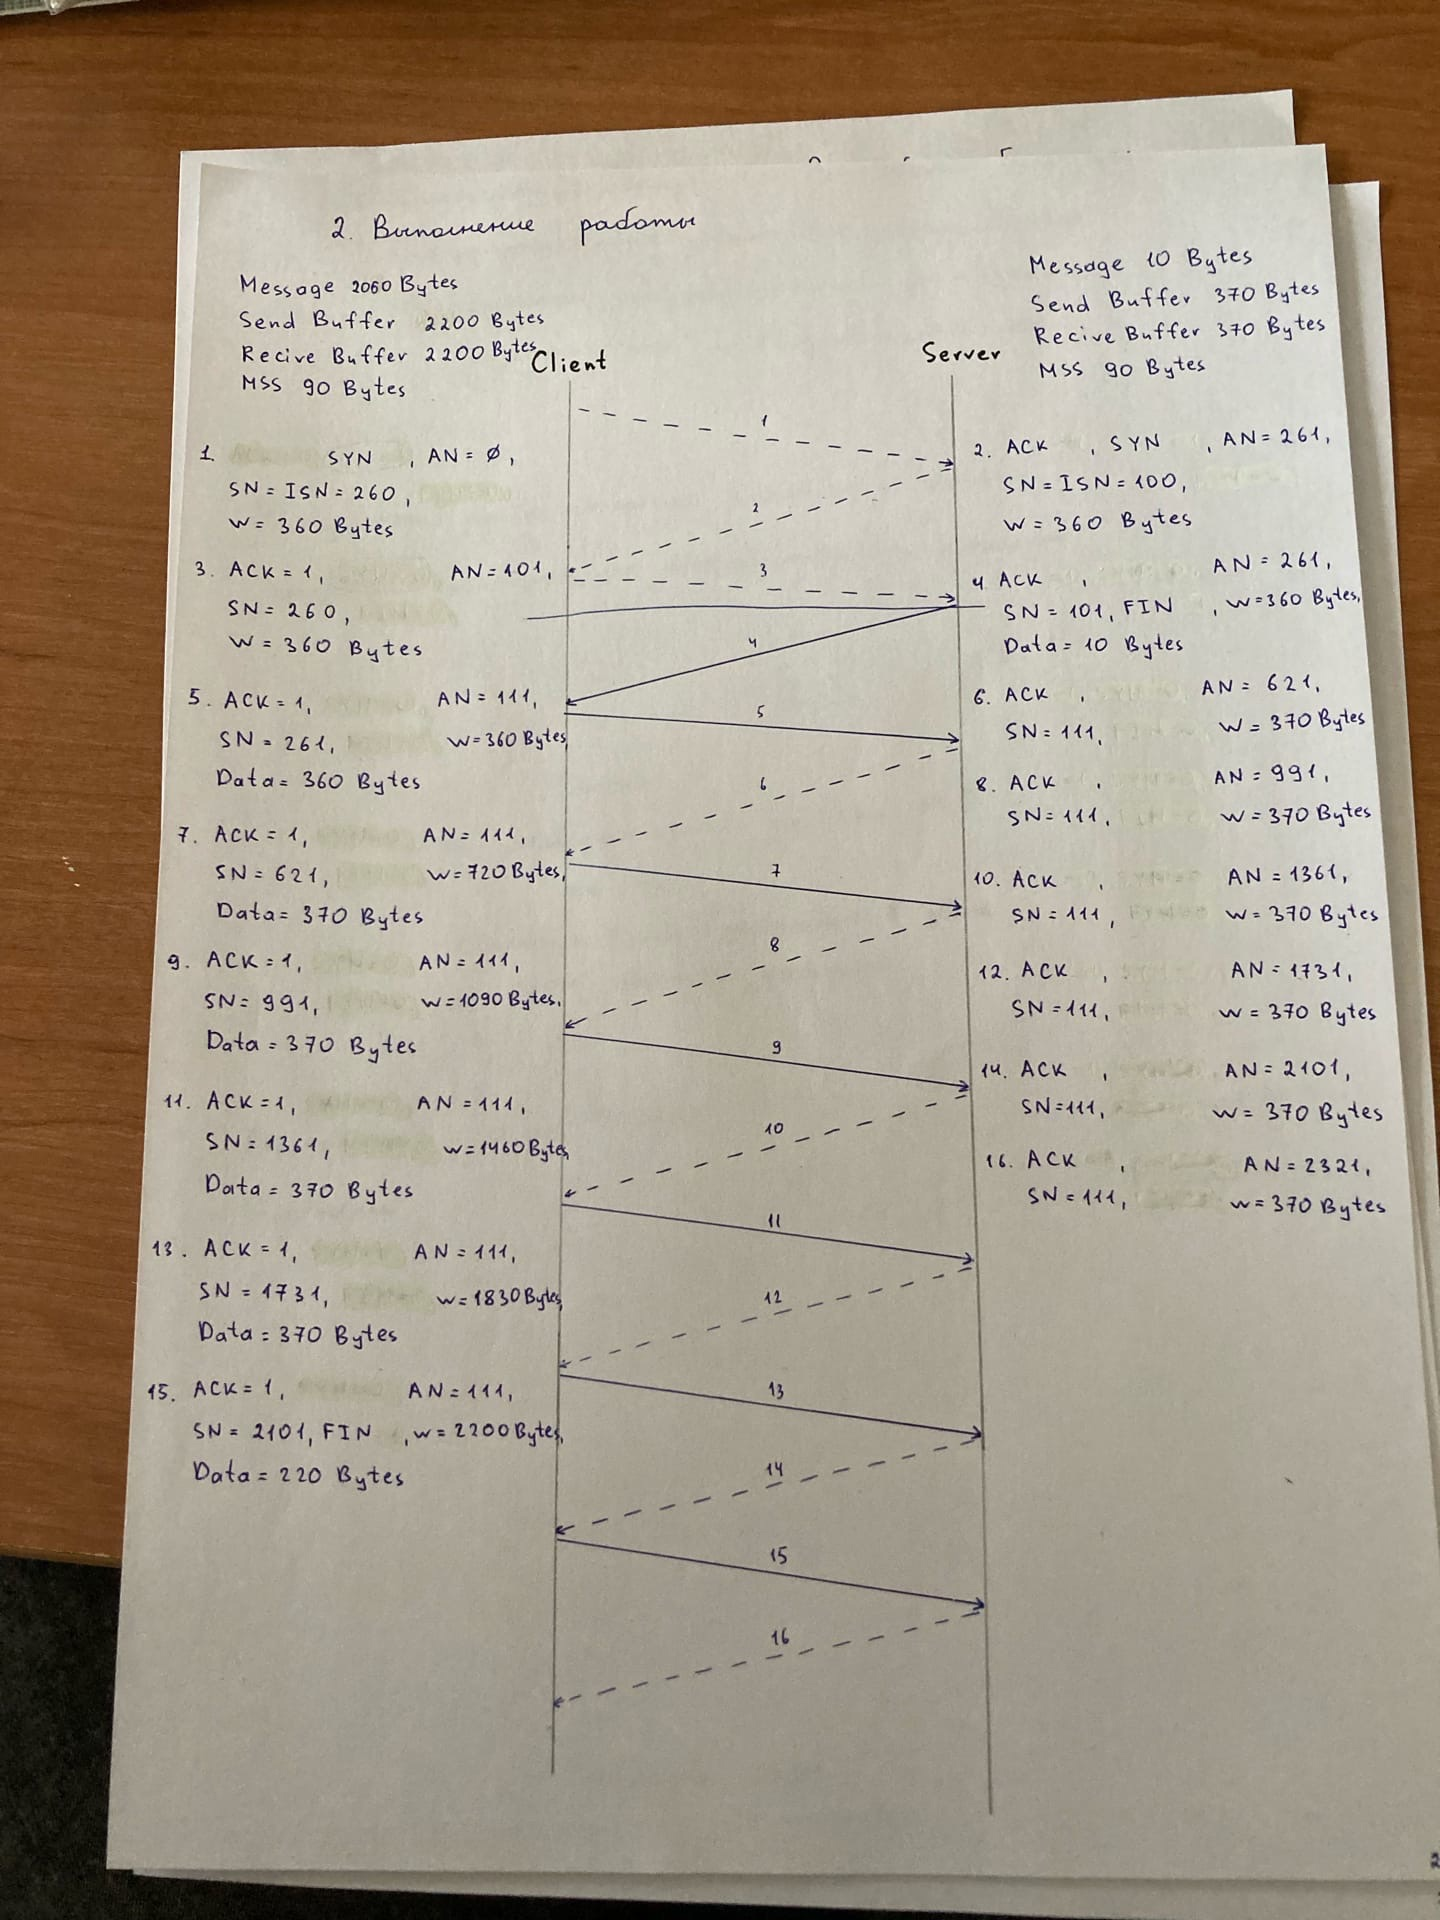 2. Выполнение работы
Message 2060 Bytes
Send Buffer 2200 Bytes
Recive Buffer 2200 Bytes
MSS 90 Bytes
Message 10 Bytes
Send Buffer 370 Bytes
Recive Buffer 370 Bytes
MSS 90 Bytes
Client
Server
1. SYN, AN=Ø,
SN=ISN=260,
W=360 Bytes
3. ACK=1, AN=101,
SN=260,
W=360 Bytes
5. ACK=1, AN=111,
SN=261, W=360 Bytes,
Data=360 Bytes
7. ACK=1, AN=111,
SN=621, W=720 Bytes,
Data=370 Bytes
9. ACK=1, AN=111,
SN=991, W=1090 Bytes,
Data=370 Bytes
11. ACK=1, AN=111,
SN=1361, W=1460 Bytes,
Data=370 Bytes
13. ACK=1, AN=111,
SN=1731, W=1830 Bytes,
Data=370 Bytes
15. ACK=1, AN=111,
SN=2101, FIN, W=2200 Bytes,
Data=220 Bytes
1
2
3
4
5
6
7
8
9
10
11
12
13
14
15
16
2. ACK, SYN, AN=261,
SN=ISN=100,
W=360 Bytes
4 ACK, AN=261,
SN=101, FIN, W=360 Bytes,
Data=10 Bytes
6. ACK, AN=621,
SN=111, W=370 Bytes
8. ACK, AN=991,
SN=111, W=370 Bytes
10. ACK, AN=1361,
SN=111, W=370 Bytes
12. ACK, AN=1731,
SN=111, W=370 Bytes
14. ACK, AN=2101,
SN=111, W=370 Bytes
16. ACK, AN=2321,
SN=111, W=370 Bytes
2